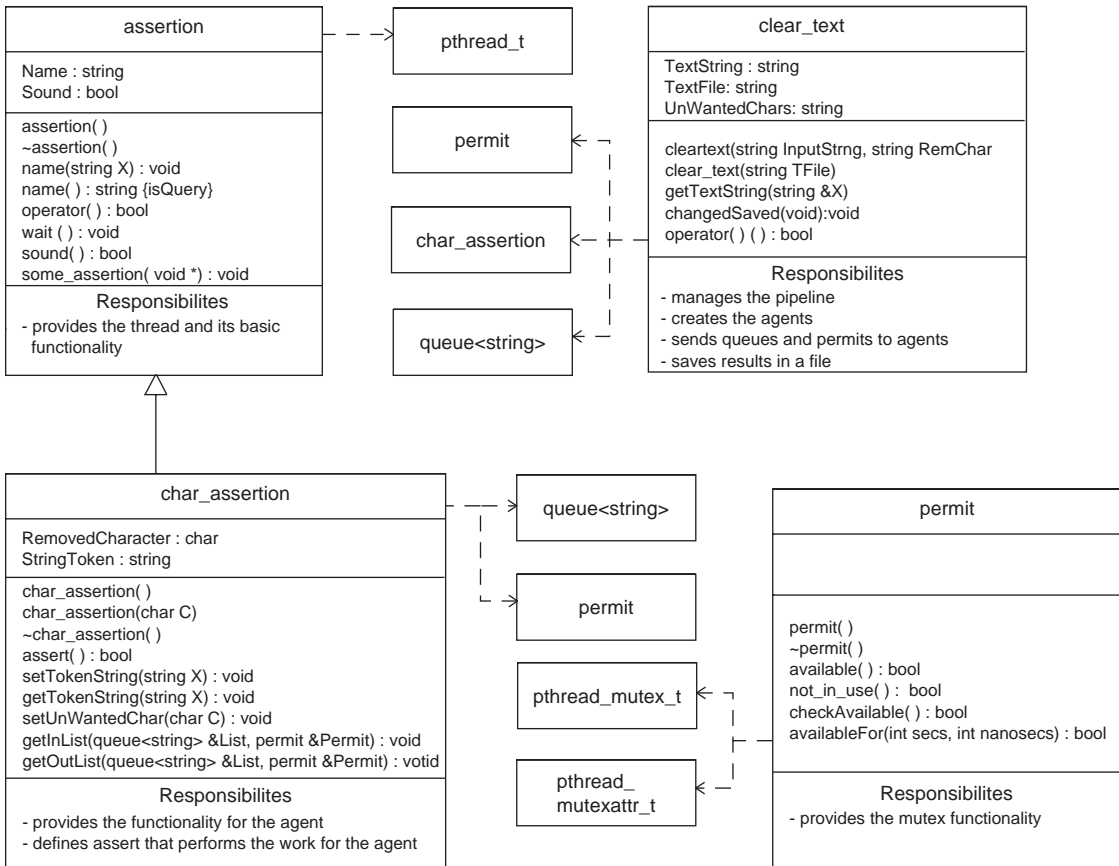 assertion
Name : string
Sound : bool
assertion( )
~assertion( )
name(string X) : void
name( ) : string {isQuery}
operator( ) : bool
wait ( ) : void
sound( ) : bool
some_assertion( void *) : void
Responsibilites
- provides the thread and its basic
functionality
pthread_t
permit
char_assertion
queue<string>
clear_text
TextString : string
TextFile: string
UnWantedChars: string
cleartext(string InputStrng, string RemChar
clear_text(string TFile)
getTextString(string &X)
changedSaved(void):void
operator( ) ( ) : bool
Responsibilites
- manages the pipeline
- creates the agents
- sends queues and permits to agents
- saves results in a file
char_assertion
RemovedCharacter : char
StringToken : string
char_assertion( )
char_assertion(char C)
~char_assertion( )
assert( ) : bool
setTokenString(string X) : void
getTokenString(string X) : void
setUnWantedChar(char C) : void
getInList(queue<string> &List, permit &Permit) : void
getOutList(queue<string> &List, permit &Permit) : votid
Responsibilites
- provides the functionality for the agent
- defines assert that performs the work for the agent
queue<string>
permit
pthread_mutex_t
pthread_
mutexattr_t
permit
permit( )
~permit( )
available( ) : bool
not_in_use( ) : bool
checkAvailable( ) : bool
availableFor(int secs, int nanosecs) : bool
Responsibilites
- provides the mutex functionality